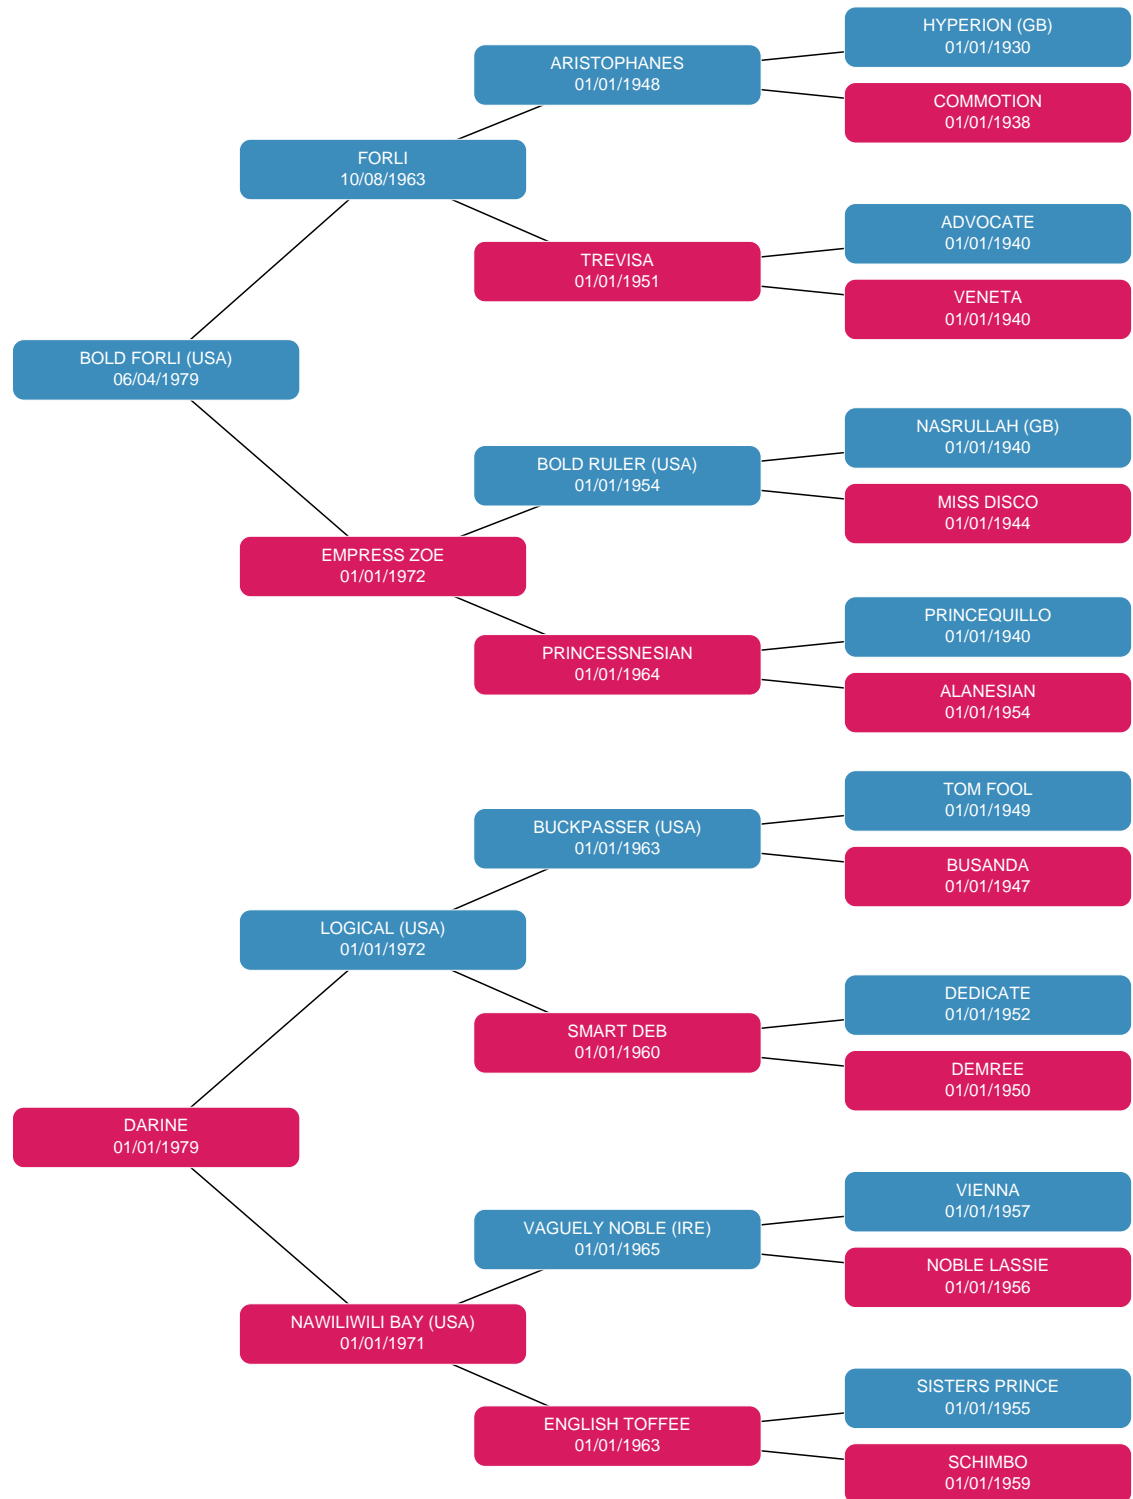 HYPERION (GB)
01/01/1930
ARISTOPHANES
01/01/1948
COMMOTION
01/01/1938
FORLI
10/08/1963
ADVOCATE
01/01/1940
TREVISA
01/01/1951
VENETA
01/01/1940
BOLD FORLI (USA)
06/04/1979
NASRULLAH (GB)
01/01/1940
BOLD RULER (USA)
01/01/1954
MISS DISCO
01/01/1944
EMPRESS ZOE
01/01/1972
PRINCEQUILLO
01/01/1940
PRINCESSNESIAN
01/01/1964
ALANESIAN
01/01/1954
TOM FOOL
01/01/1949
BUCKPASSER (USA)
01/01/1963
BUSANDA
01/01/1947
LOGICAL (USA)
01/01/1972
DEDICATE
01/01/1952
SMART DEB
01/01/1960
DEMREE
01/01/1950
DARINE
01/01/1979
VIENNA
01/01/1957
VAGUELY NOBLE (IRE)
01/01/1965
NOBLE LASSIE
01/01/1956
NAWILIWILI BAY (USA)
01/01/1971
SISTERS PRINCE
01/01/1955
ENGLISH TOFFEE
01/01/1963
SCHIMBO
01/01/1959